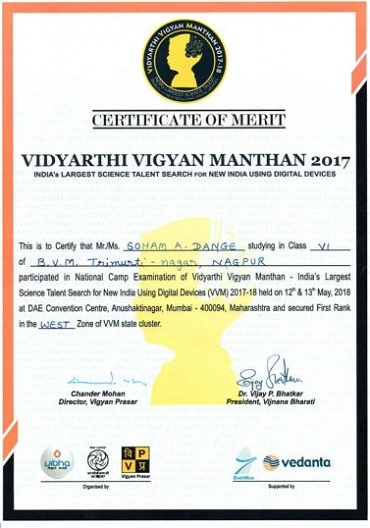 VIDYARTHI VIGYAN MANTHAN 2017-18
CERTIFICATE OF MERIT
VIDYARTHI VIGYAN MANTHAN 2017
INDIA's LARGEST SCIENCE TALENT SEARCH FOR NEW INDIA USING DIGITAL DEVICES
This is to Certify that Mr./Ms. SOHAM A. DANGE studying in Class VI
of B.V.M. Trimurti - nagar, NAGPUR
participated in National Camp Examination of Vidyarthi Vigyan Manthan - India's Largest
Science Talent Search for New India Using Digital Devices (VVM) 2017-18 held on 12th & 13th May, 2018
at DAE Convention Centre, Anushaktinagar, Mumbai - 400094, Maharashtra and secured First Rank
in the WEST Zone of VVM state cluster.
Chander Mohan
Director, Vigyan Prasar
Dr. Vijay P. Bhatkar
President, Vijnana Bharati
vibha
NCERT
वि
प्र
V
P
Vigyan Prasar
vedanta
Organised by
Supported by